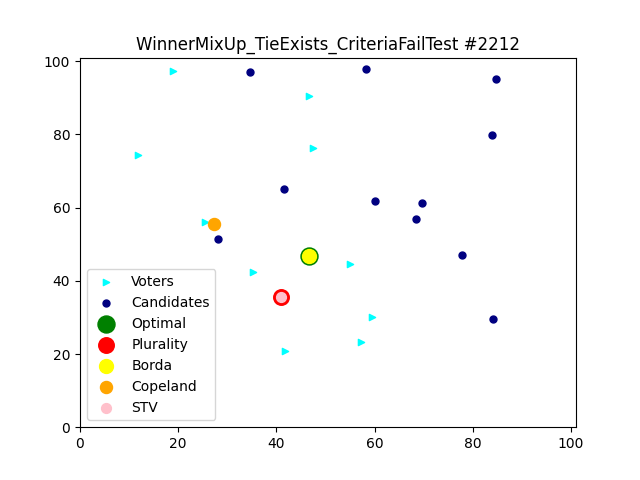 WinnerMixUp_TieExists_CriteriaFailTest #2212
100
80
60
40
20
0
Voters
Candidates
Optimal
Plurality
Borda
Copeland
STV
0 20 40 60 80 100